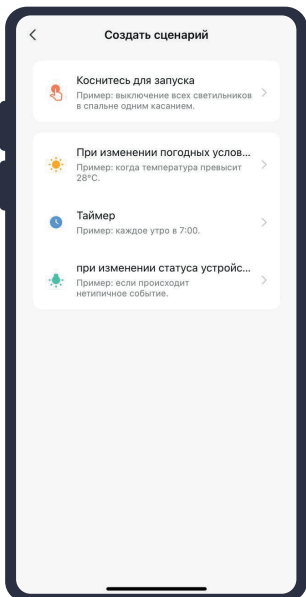 Создать сценарий
Коснитесь для запуска
Пример: выключение всех светильников
в спальне одним касанием.
При изменении погодных услов...
Пример: когда температура превысит
28°C.
Таймер
Пример: каждое утро в 7:00.
при изменении статуса устройс...
Пример: если происходит
нетипичное событие.